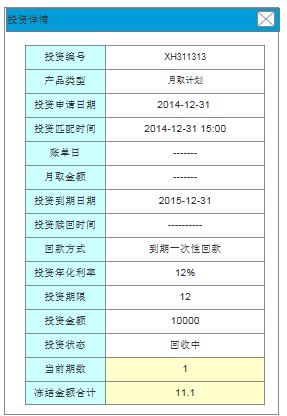 投资详情
投资编号 XH311313
产品类型 月取计划
投资申请日期 2014-12-31
投资匹配时间 2014-12-31 15:00
账单日 -------
月取金额 -------
投资到期日期 2015-12-31
投资赎回时间 ----------
回款方式 到期一次性回款
投资年化利率 12%
投资期限 12
投资金额 10000
投资状态 回收中
当前期数 1
冻结金额合计 11.1